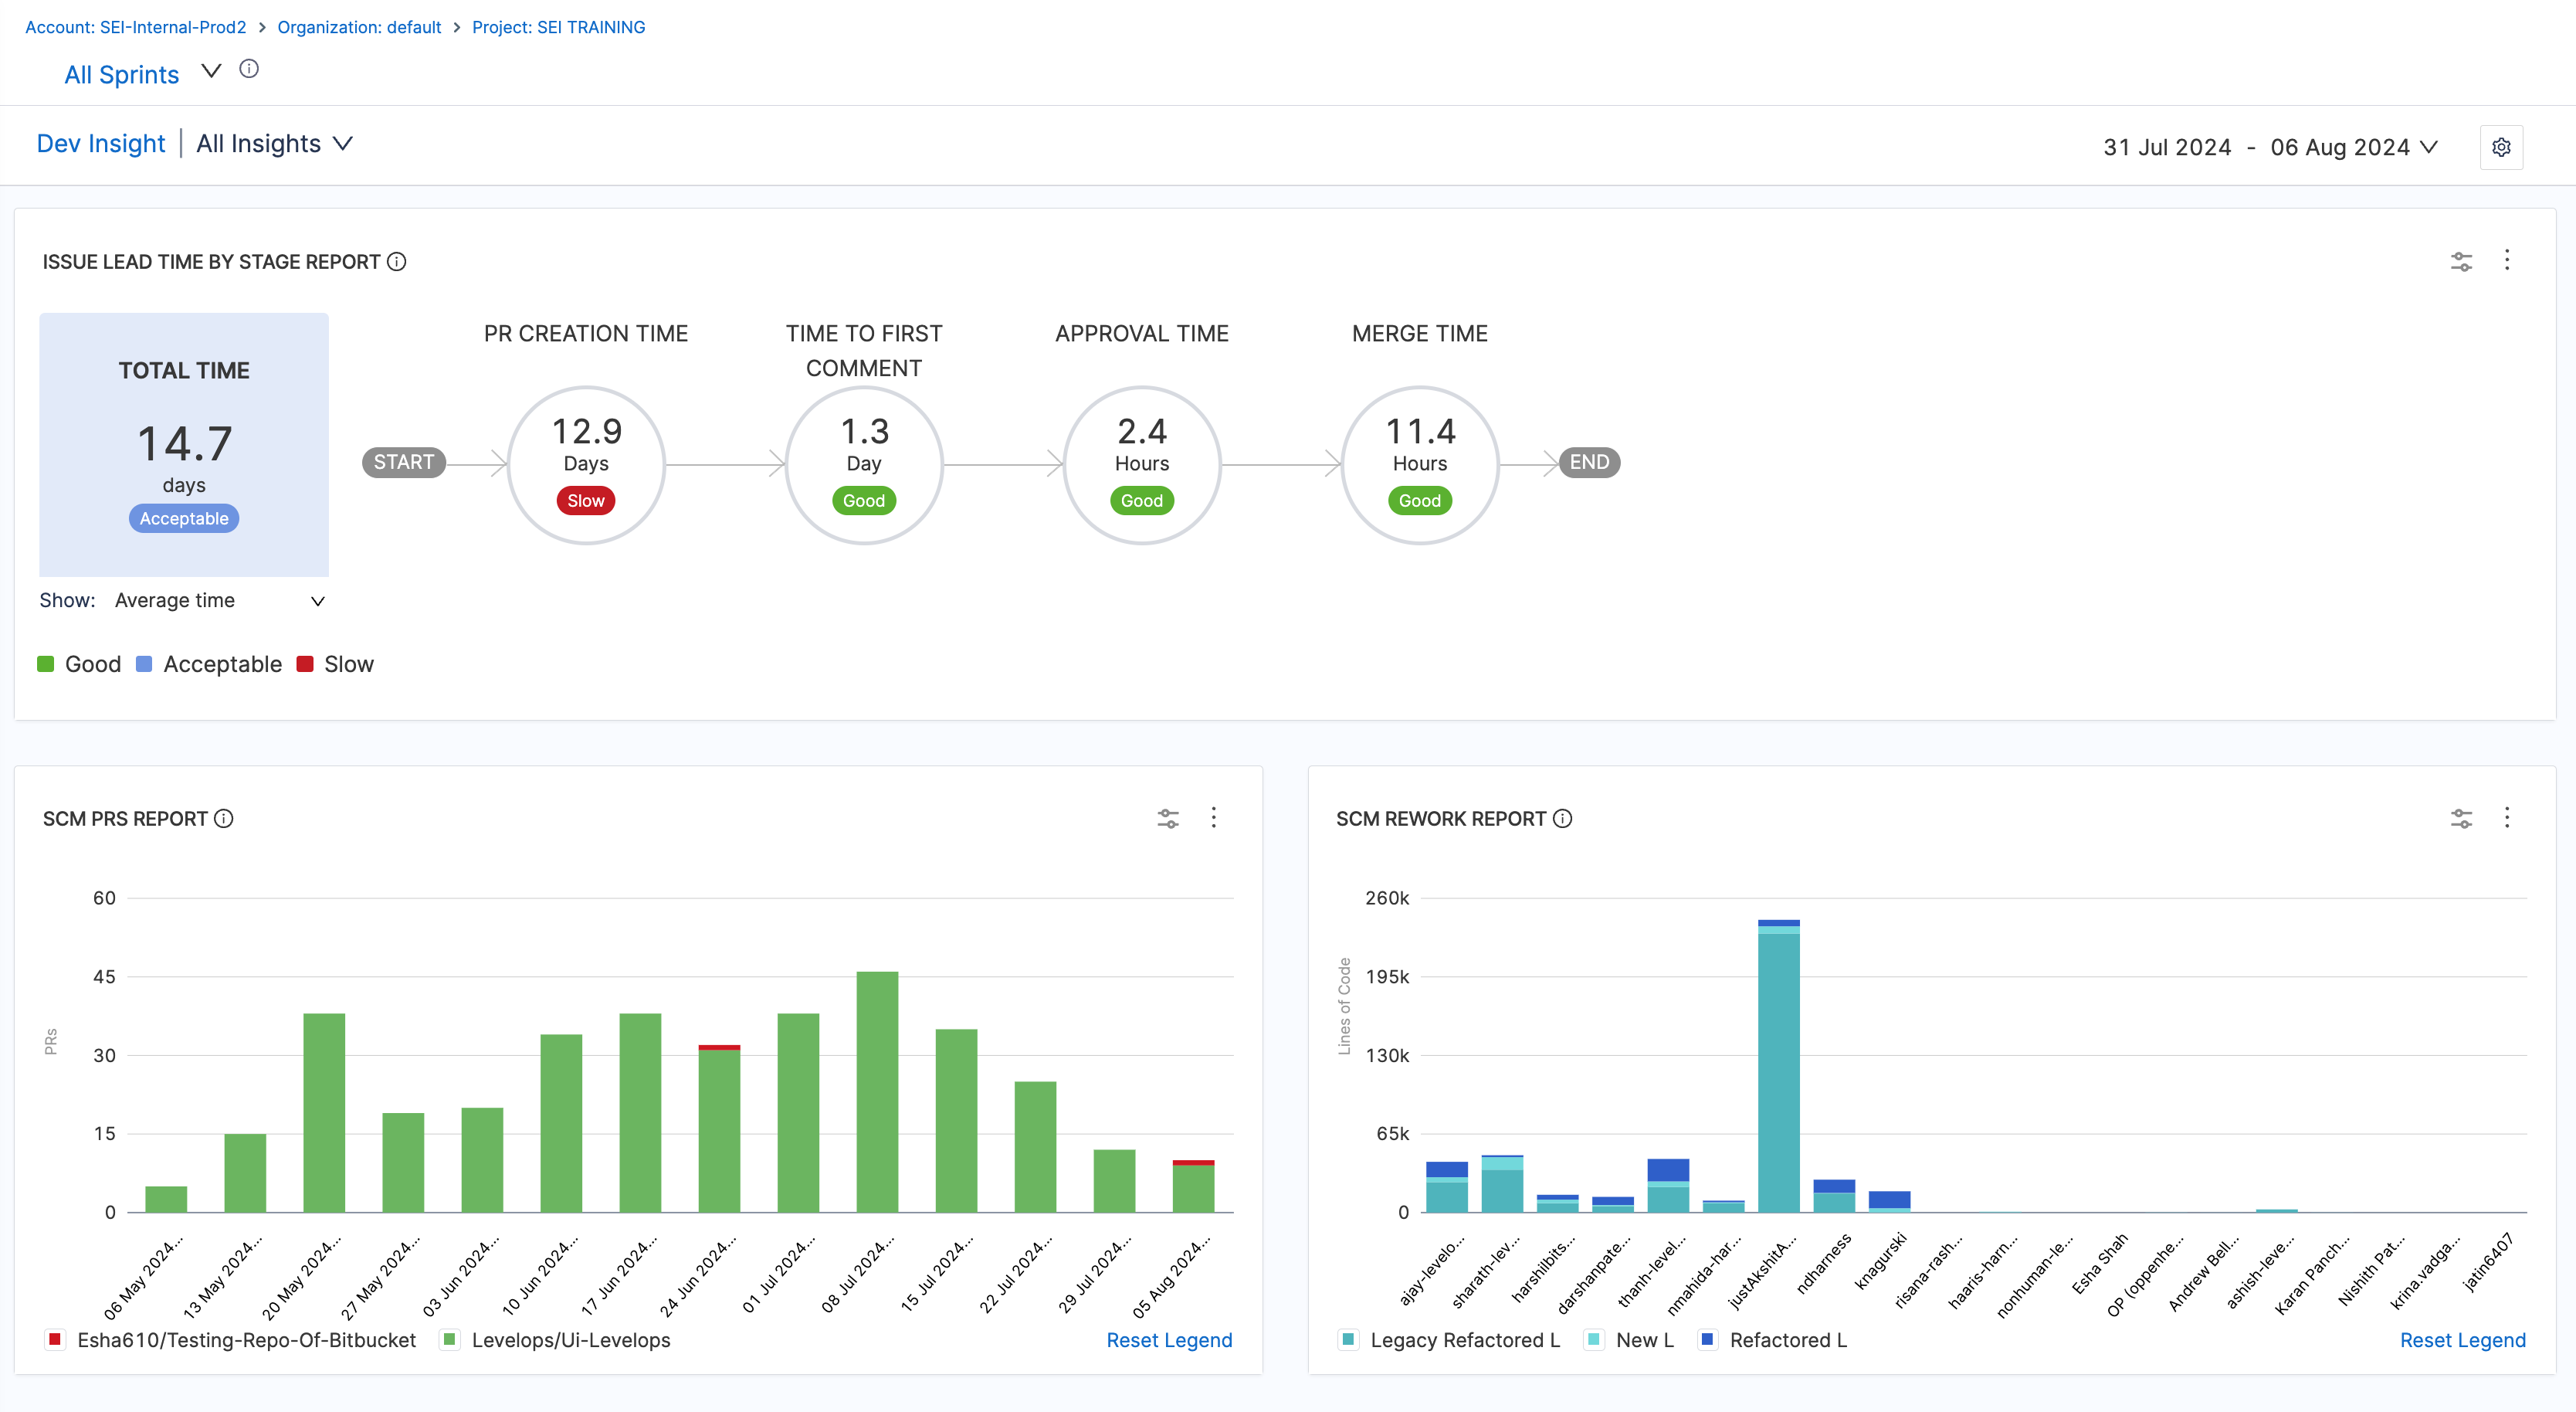 Account: SEI-Internal-Prod2 > Organization: default > Project: SEI TRAINING
All Sprints
Dev Insight | All Insights
31 Jul 2024 - 06 Aug 2024
ISSUE LEAD TIME BY STAGE REPORT
TOTAL TIME
14.7
days
Acceptable
Show: Average time
START
PR CREATION TIME
12.9
Days
Slow
TIME TO FIRST
COMMENT
1.3
Day
Good
APPROVAL TIME
2.4
Hours
Good
MERGE TIME
11.4
Hours
Good
END
Good Acceptable Slow
SCM PRS REPORT
PRs
60
45
30
15
0
06 May 2024...
13 May 2024...
20 May 2024...
27 May 2024...
03 Jun 2024...
10 Jun 2024...
17 Jun 2024...
24 Jun 2024...
01 Jul 2024...
08 Jul 2024...
15 Jul 2024...
22 Jul 2024...
29 Jul 2024...
05 Aug 2024...
Esha610/Testing-Repo-Of-Bitbucket Levelops/Ui-Levelops Reset Legend
SCM REWORK REPORT
Lines of Code
260k
195k
130k
65k
0
ajay-levelo...
sharath-lev...
harshilbits...
darshanpate...
thanh-level...
nmahida-har...
justAkshitA...
ndharness
knagurski
risana-rash...
haaris-harn...
nonhuman-le...
Esha Shah
OP (oppenhe...
Andrew Bell...
ashish-leve...
Karan Panch...
Nishith Pat...
krina.vadga...
jatin6407
Legacy Refactored L New L Refactored L Reset Legend